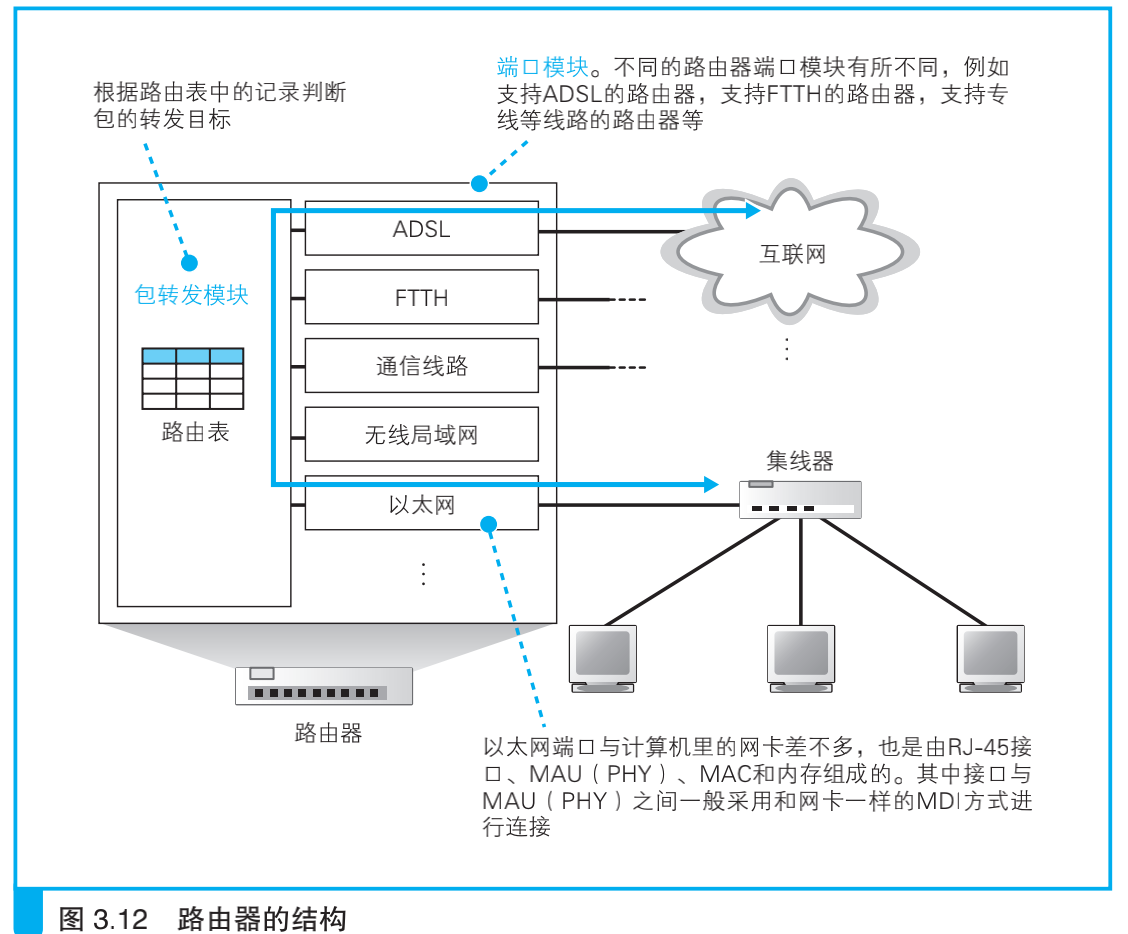 端口模块。不同的路由器端口模块有所不同，例如
支持ADSL的路由器，支持FTTH的路由器，支持专
线等线路的路由器等
根据路由表中的记录判断
包的转发目标
包转发模块
路由表
ADSL
FTTH
通信线路
无线局域网
以太网
⋮
互联网
⋮
集线器
路由器
以太网端口与计算机里的网卡差不多，也是由RJ-45接
口、MAU（PHY）、MAC和内存组成的。其中接口与
MAU（PHY）之间一般采用和网卡一样的MDI方式进
行连接
图 3.12　路由器的结构